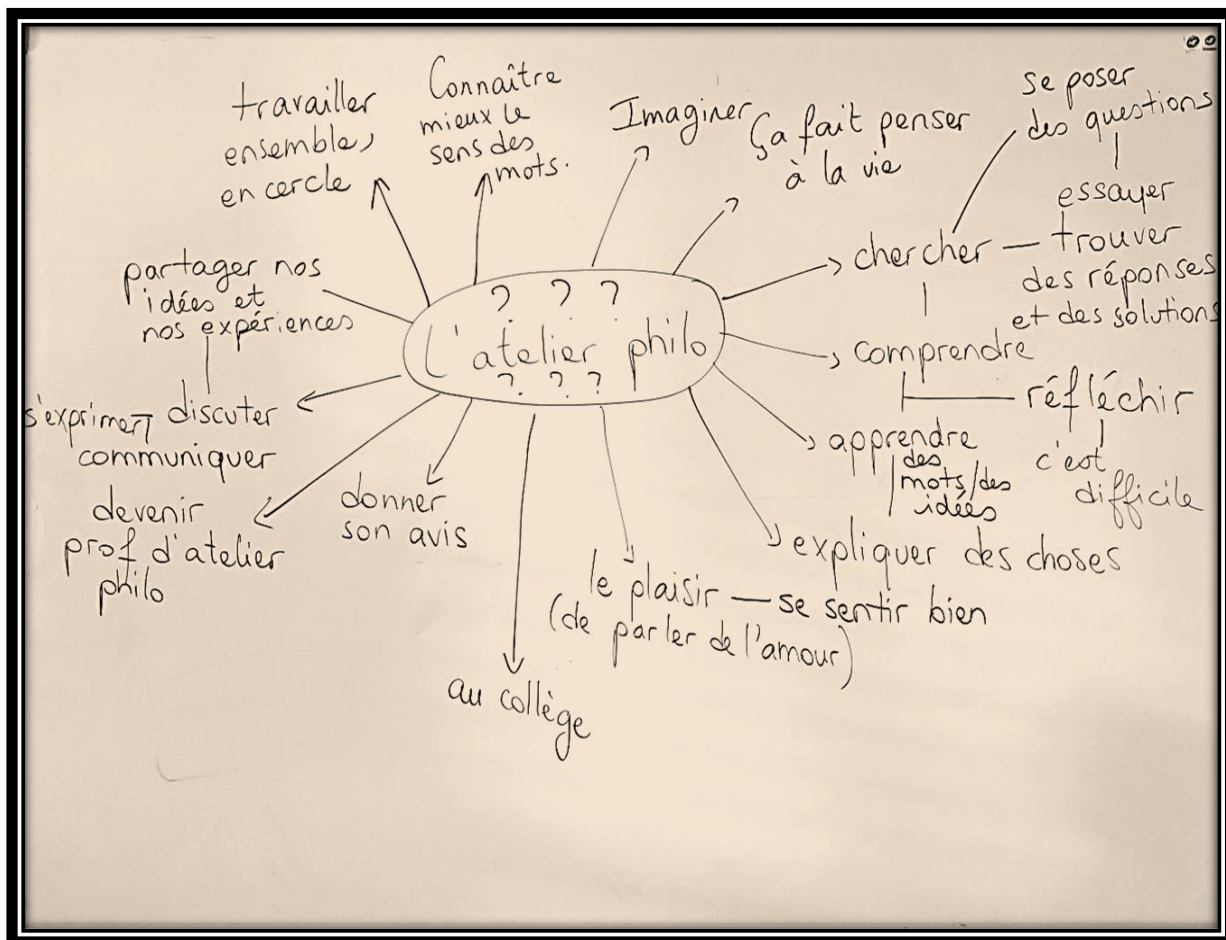 travailler
ensemble,
en cercle
Connaître
mieux le
sens des
mots.
Imaginer
Ça fait penser
à la vie
se poser
des questions
essayer
chercher — trouver
des réponses
et des solutions
comprendre
réfléchir
c'est
difficile
apprendre
des
mots/des
idées
expliquer des choses
le plaisir — se sentir bien
(de parler de l'amour)
au collège
donner
son avis
devenir
prof d'atelier
philo
partager nos
idées et
nos expériences
s'exprimer discuter
communiquer
? ? ?
L'atelier philo
? ? ?